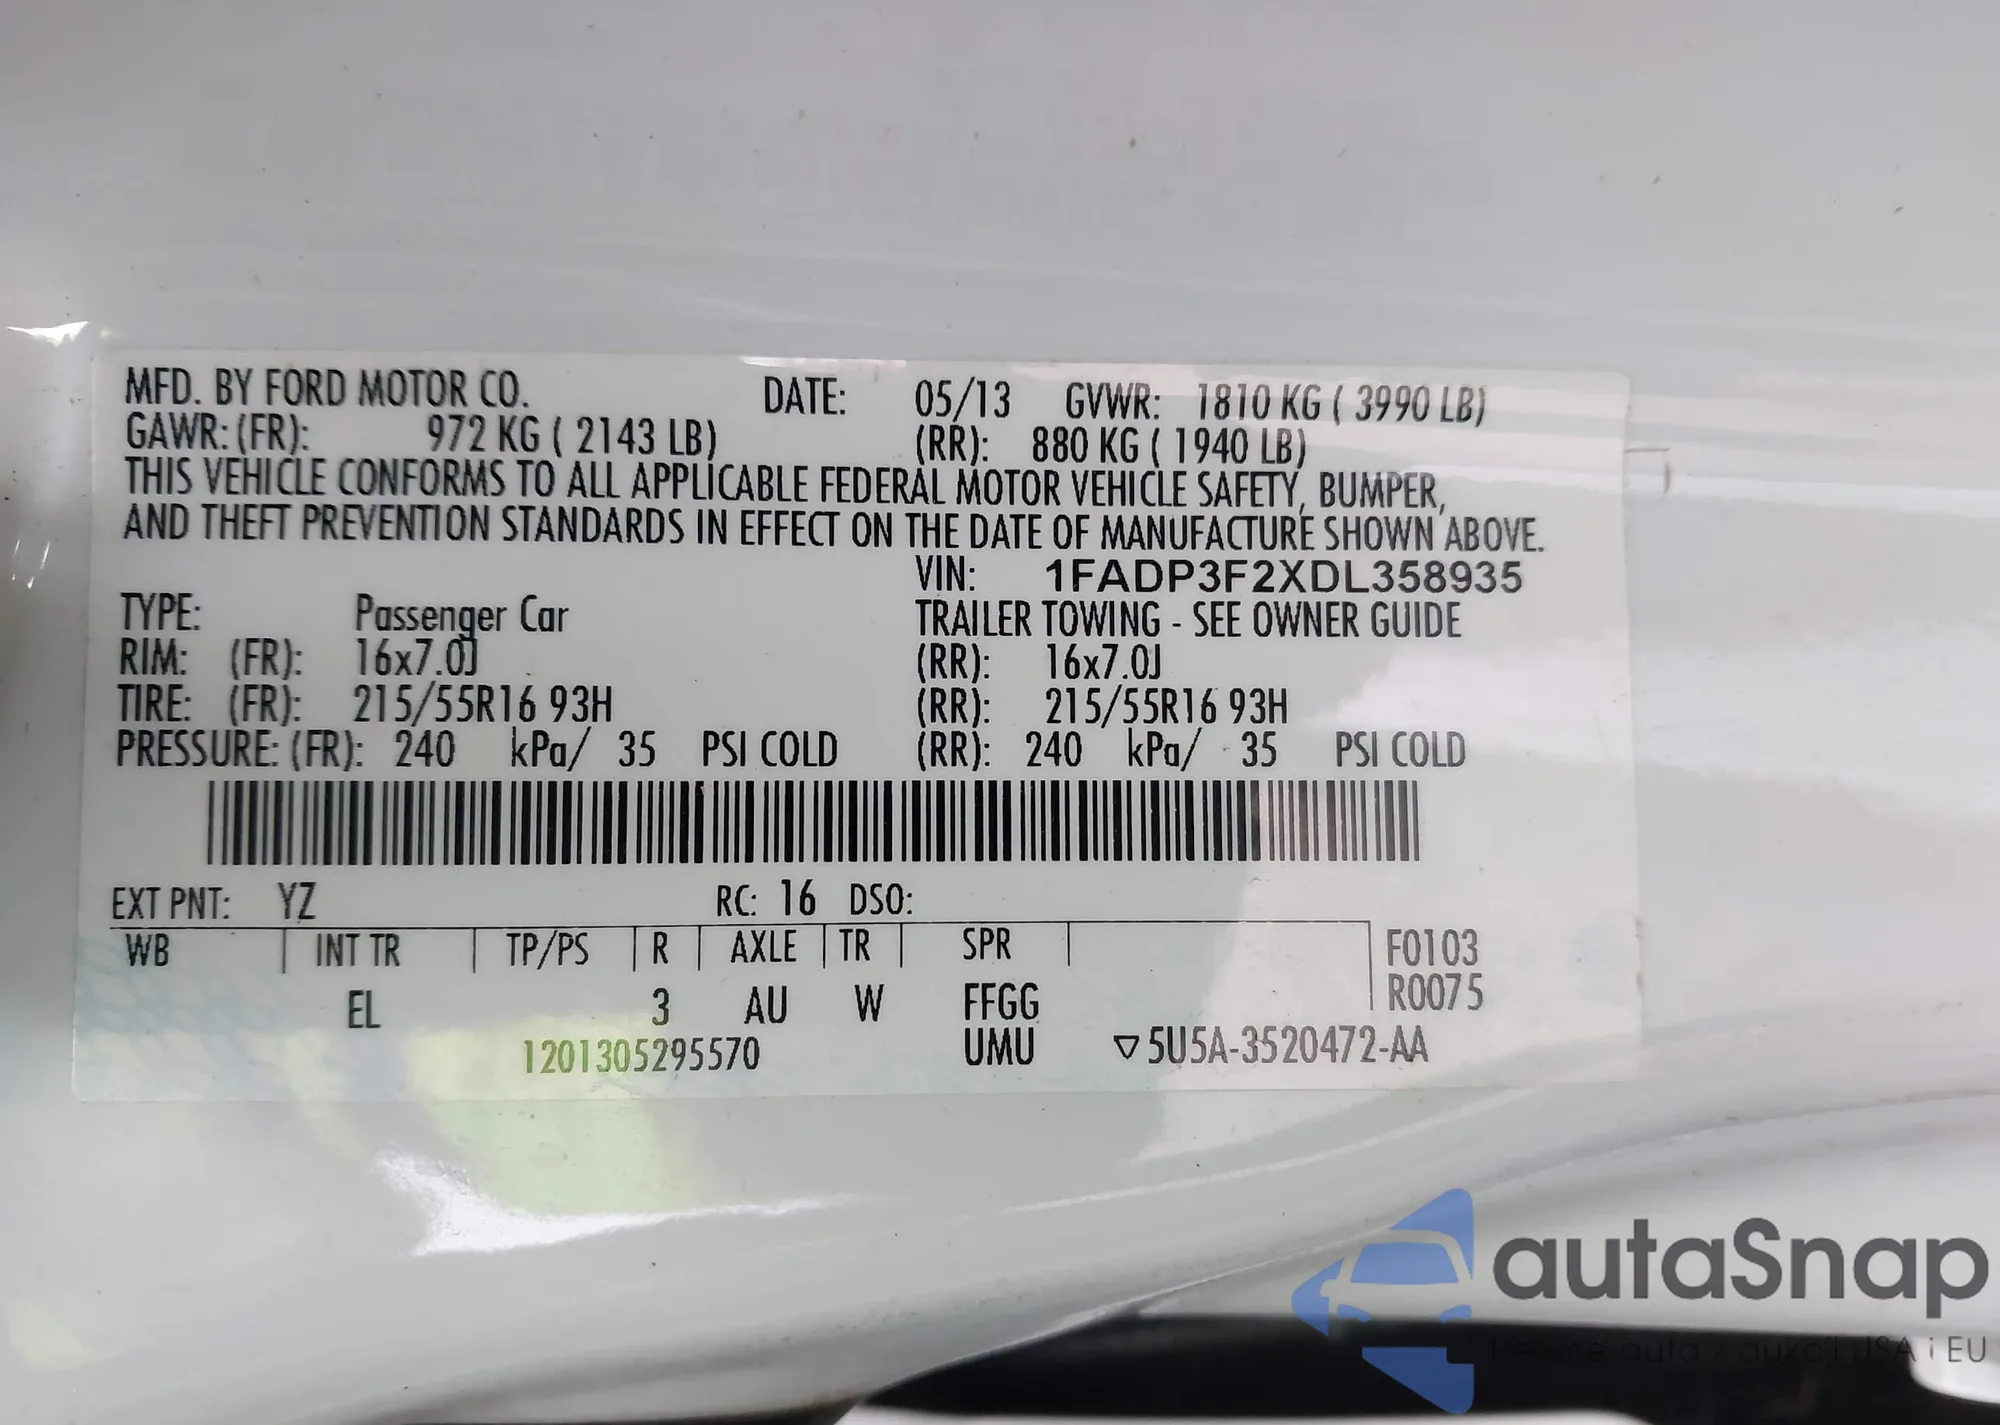 MFD. BY FORD MOTOR CO. DATE: 05/13 GVWR: 1810 KG ( 3990 LB)
GAWR: (FR): 972 KG ( 2143 LB) (RR): 880 KG ( 1940 LB)
THIS VEHICLE CONFORMS TO ALL APPLICABLE FEDERAL MOTOR VEHICLE SAFETY, BUMPER,
AND THEFT PREVENTION STANDARDS IN EFFECT ON THE DATE OF MANUFACTURE SHOWN ABOVE.
VIN: 1FADP3F2XDL358935
TYPE: Passenger Car TRAILER TOWING - SEE OWNER GUIDE
RIM: (FR): 16x7.0J (RR): 16x7.0J
TIRE: (FR): 215/55R16 93H (RR): 215/55R16 93H
PRESSURE: (FR): 240 kPa/ 35 PSI COLD (RR): 240 kPa/ 35 PSI COLD
EXT PNT: YZ RC: 16 DSO:
WB INT TR TP/PS R AXLE TR SPR F0103
R0075
EL 3 AU W FFGG
1201305295570 UMU ▽5U5A-3520472-AA
autaSnap
auta z aukcji USA i EU